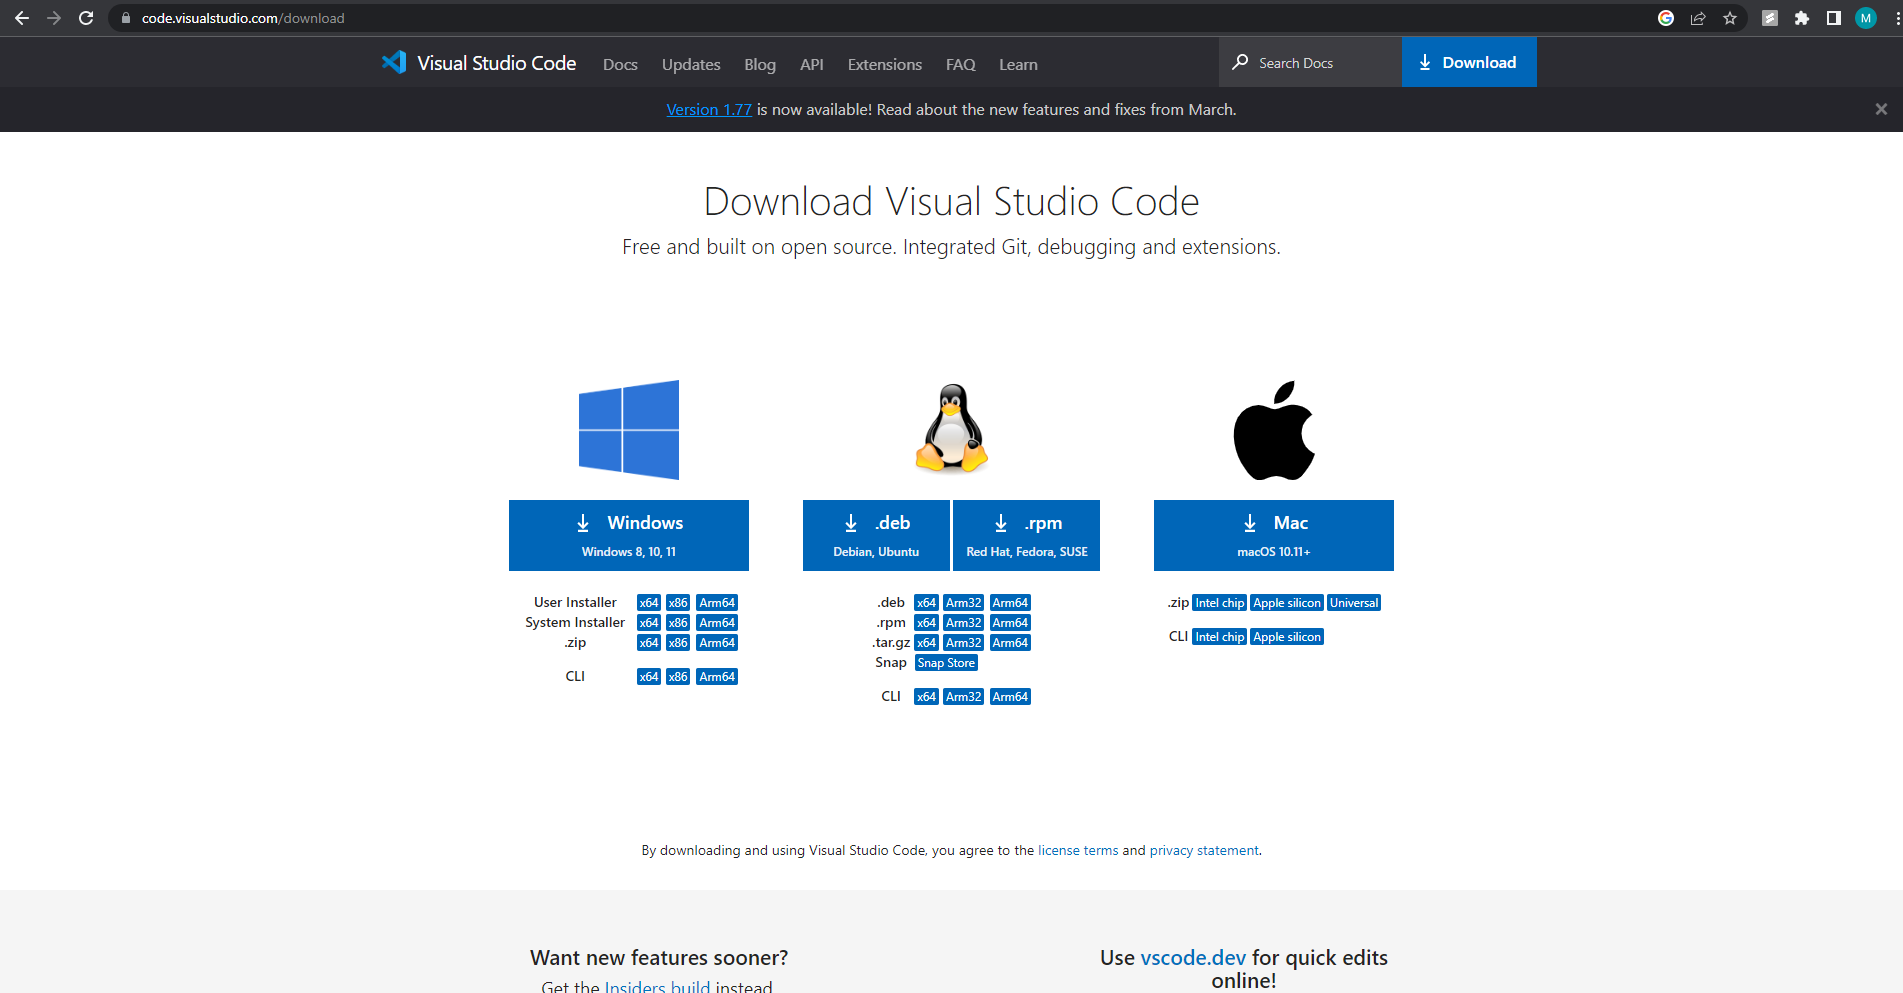 code.visualstudio.com/download
M
Visual Studio Code Docs Updates Blog API Extensions FAQ Learn Search Docs Download
Version 1.77 is now available! Read about the new features and fixes from March.
Download Visual Studio Code
Free and built on open source. Integrated Git, debugging and extensions.
Windows
Windows 8, 10, 11
User Installer x64 x86 Arm64
System Installer x64 x86 Arm64
.zip x64 x86 Arm64
CLI x64 x86 Arm64
.deb
Debian, Ubuntu
.rpm
Red Hat, Fedora, SUSE
.deb x64 Arm32 Arm64
.rpm x64 Arm32 Arm64
.tar.gz x64 Arm32 Arm64
Snap Snap Store
CLI x64 Arm32 Arm64
Mac
macOS 10.11+
.zip Intel chip Apple silicon Universal
CLI Intel chip Apple silicon
By downloading and using Visual Studio Code, you agree to the license terms and privacy statement.
Want new features sooner?
Get the Insiders build instead
Use vscode.dev for quick edits
online!